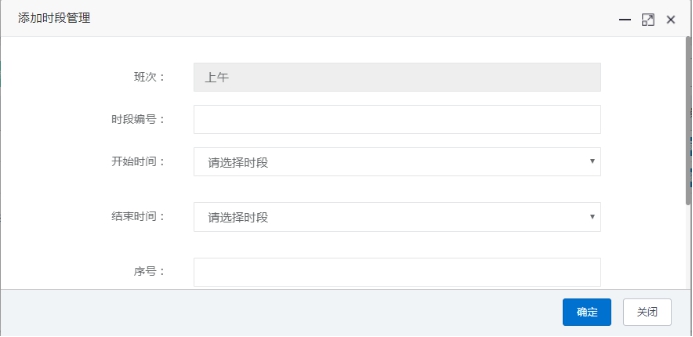 添加时段管理
班次：
上午
时段编号：
开始时间：
请选择时段
结束时间：
请选择时段
序号：
确定
关闭